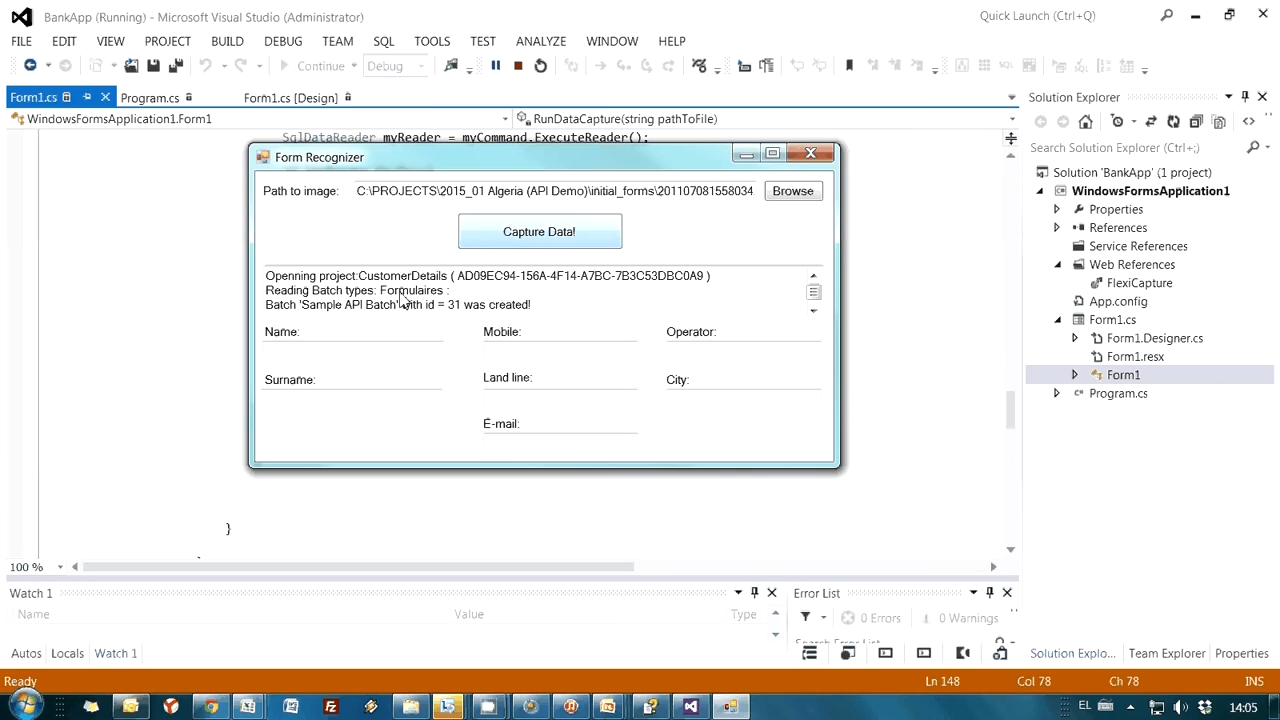 BankApp (Running) - Microsoft Visual Studio (Administrator)
Quick Launch (Ctrl+Q)
FILE EDIT VIEW PROJECT BUILD DEBUG TEAM SQL TOOLS TEST ANALYZE WINDOW HELP
Continue Debug
Form1.cs Program.cs Form1.cs [Design]
Solution Explorer
WindowsFormsApplication1.Form1 RunDataCapture(string pathToFile)
SqlDataReader myReader = myCommand.ExecuteReader();
Search Solution Explorer (Ctrl+;)
Form Recognizer
Path to image: C:\PROJECTS\2015_01 Algeria (API Demo)\initial_forms\201107081558034 Browse
Capture Data!
Openning project:CustomerDetails ( AD09EC94-156A-4F14-A7BC-7B3C53DBC0A9 )
Reading Batch types: Formulaires :
Batch 'Sample API Batch' with id = 31 was created!
Name: Mobile: Operator:
Surname: Land line: City:
E-mail:
Solution 'BankApp' (1 project)
WindowsFormsApplication1
Properties
References
Service References
Web References
FlexiCapture
App.config
Form1.cs
Form1.Designer.cs
Form1.resx
Form1
Program.cs
}
100 %
Watch 1
Name Value Type
Error List
0 Errors 0 Warnings
Search Error List
Autos Locals Watch 1
Solution Explo... Team Explorer Properties
Ready Ln 148 Col 78 Ch 78 INS
EL 14:05